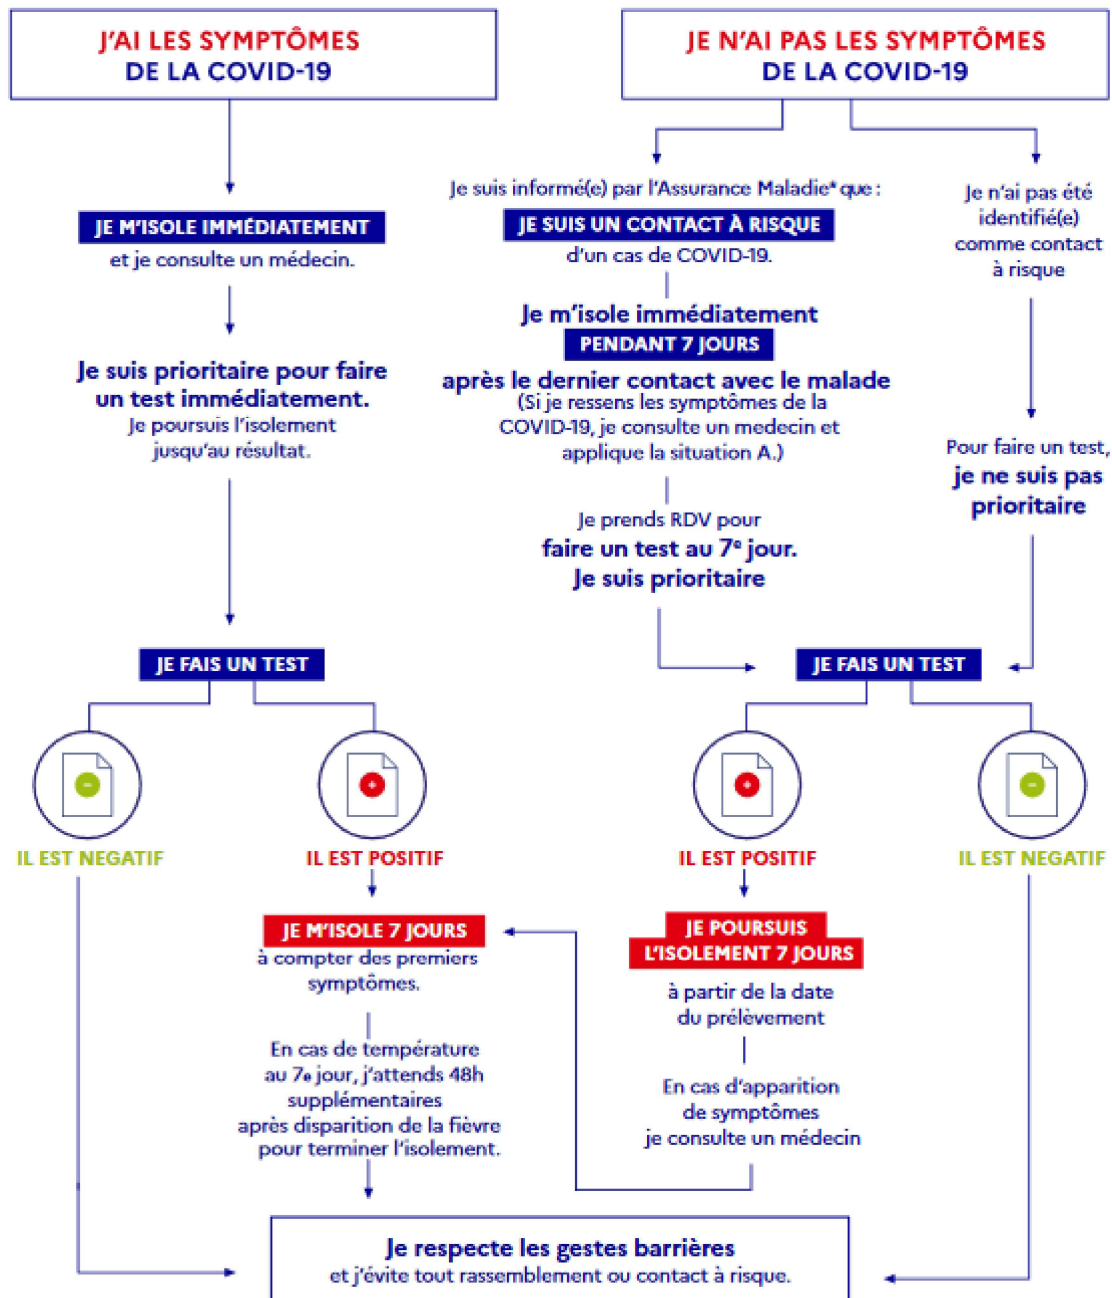 J'AI LES SYMPTÔMES
DE LA COVID-19
JE M'ISOLE IMMÉDIATEMENT
et je consulte un médecin.
Je suis prioritaire pour faire
un test immédiatement.
Je poursuis l'isolement
jusqu'au résultat.
JE FAIS UN TEST
IL EST NEGATIF
IL EST POSITIF
JE M'ISOLE 7 JOURS
à compter des premiers
symptômes.
En cas de température
au 7e jour, j'attends 48h
supplémentaires
après disparition de la fièvre
pour terminer l'isolement.
JE N'AI PAS LES SYMPTÔMES
DE LA COVID-19
Je suis informé(e) par l'Assurance Maladie* que :
JE SUIS UN CONTACT À RISQUE
d'un cas de COVID-19.
Je m'isole immédiatement
PENDANT 7 JOURS
après le dernier contact avec le malade
(Si je ressens les symptômes de la
COVID-19, je consulte un medecin et
applique la situation A.)
Je prends RDV pour
faire un test au 7e jour.
Je suis prioritaire
Je n'ai pas été
identifié(e)
comme contact
à risque
Pour faire un test,
je ne suis pas
prioritaire
JE FAIS UN TEST
IL EST POSITIF
IL EST NEGATIF
JE POURSUIS
L'ISOLEMENT 7 JOURS
à partir de la date
du prélèvement
En cas d'apparition
de symptômes
je consulte un médecin
Je respecte les gestes barrières
et j'évite tout rassemblement ou contact à risque.